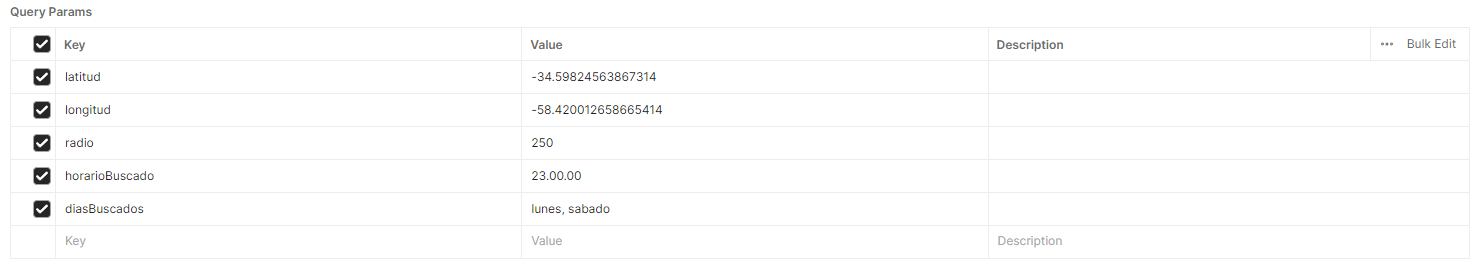 Query Params
Key Value Description ••• Bulk Edit
latitud -34.59824563867314
longitud -58.420012658665414
radio 250
horarioBuscado 23.00.00
diasBuscados lunes, sabado
Key Value Description